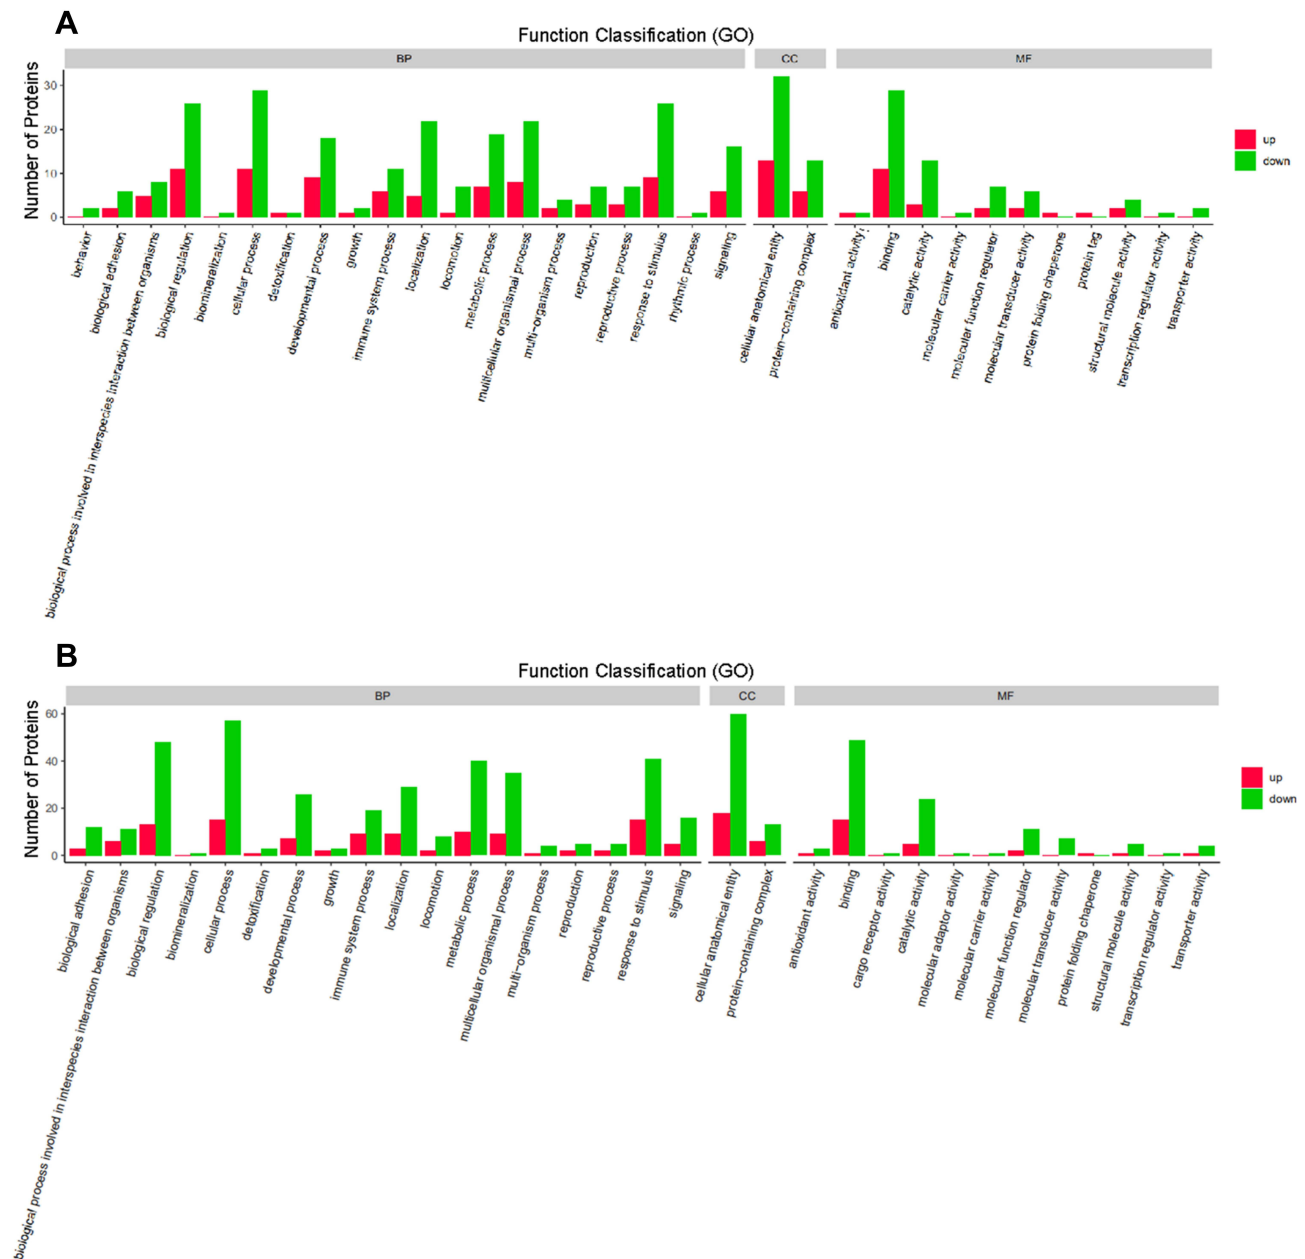 A
Function Classification (GO)
BP
CC
MF
Number of Proteins
30
20
10
0
behavior
biological adhesion
biological process involved in interspecies interaction between organisms
biological regulation
biomineralization
cellular process
detoxification
developmental process
growth
immune system process
localization
locomotion
metabolic process
multicellular organismal process
multi-organism process
reproduction
reproductive process
response to stimulus
rhythmic process
signaling
cellular anatomical entity
protein-containing complex
antioxidant activity
binding
catalytic activity
molecular carrier activity
molecular function regulator
molecular transducer activity
protein folding chaperone
protein tag
structural molecule activity
transcription regulator activity
transporter activity
up
down
B
Function Classification (GO)
BP
CC
MF
Number of Proteins
60
40
20
0
biological adhesion
biological process involved in interspecies interaction between organisms
biological regulation
biomineralization
cellular process
detoxification
developmental process
growth
immune system process
localization
locomotion
metabolic process
multicellular organismal process
multi-organism process
reproduction
reproductive process
response to stimulus
signaling
cellular anatomical entity
protein-containing complex
antioxidant activity
binding
cargo receptor activity
catalytic activity
molecular adaptor activity
molecular carrier activity
molecular function regulator
molecular transducer activity
protein folding chaperone
structural molecule activity
transcription regulator activity
transporter activity
up
down